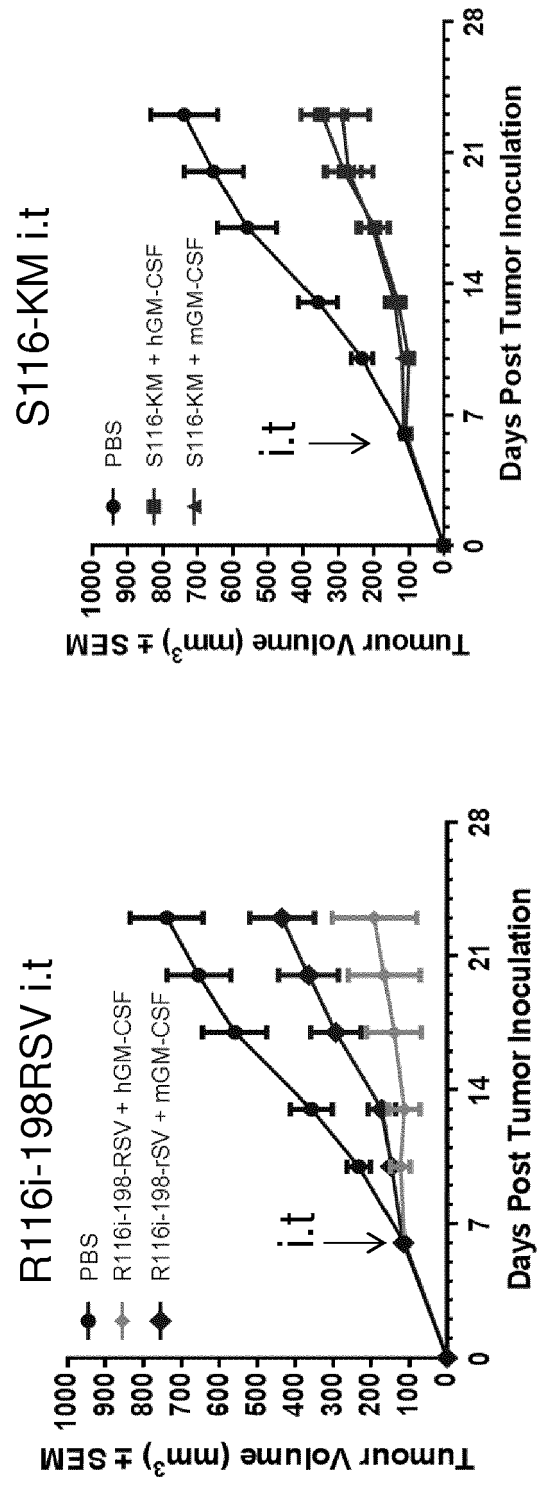 R116i-198RSV i.t
PBS
R116i-198-RSV + hGM-CSF
R116i-198-rSV + mGM-CSF
i.t
Tumour Volume (mm³) ± SEM
1000
900
800
700
600
500
400
300
200
100
0
0 7 14 21 28
Days Post Tumor Inoculation
S116-KM i.t
PBS
S116-KM + hGM-CSF
S116-KM + mGM-CSF
i.t
Tumour Volume (mm³) ± SEM
1000
900
800
700
600
500
400
300
200
100
0
0 7 14 21 28
Days Post Tumor Inoculation